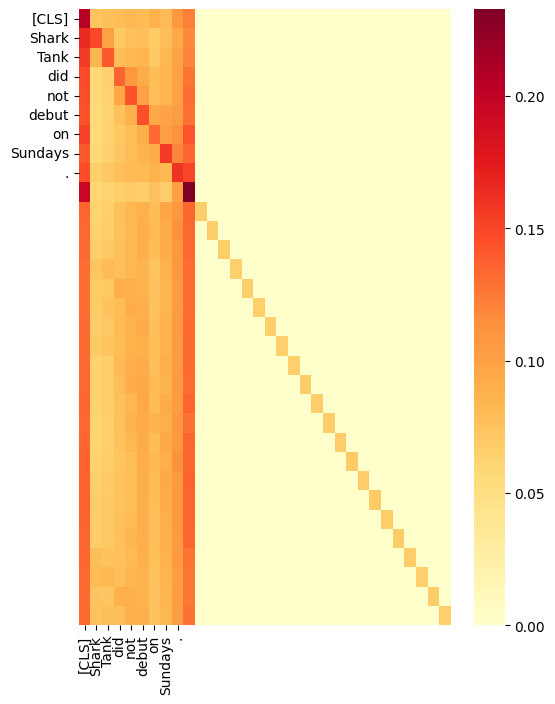 [CLS]
Shark
Tank
did
not
debut
on
Sundays
.
0.20
0.15
0.10
0.05
0.00
[CLS]
Shark
Tank
did
not
debut
on
Sundays
.